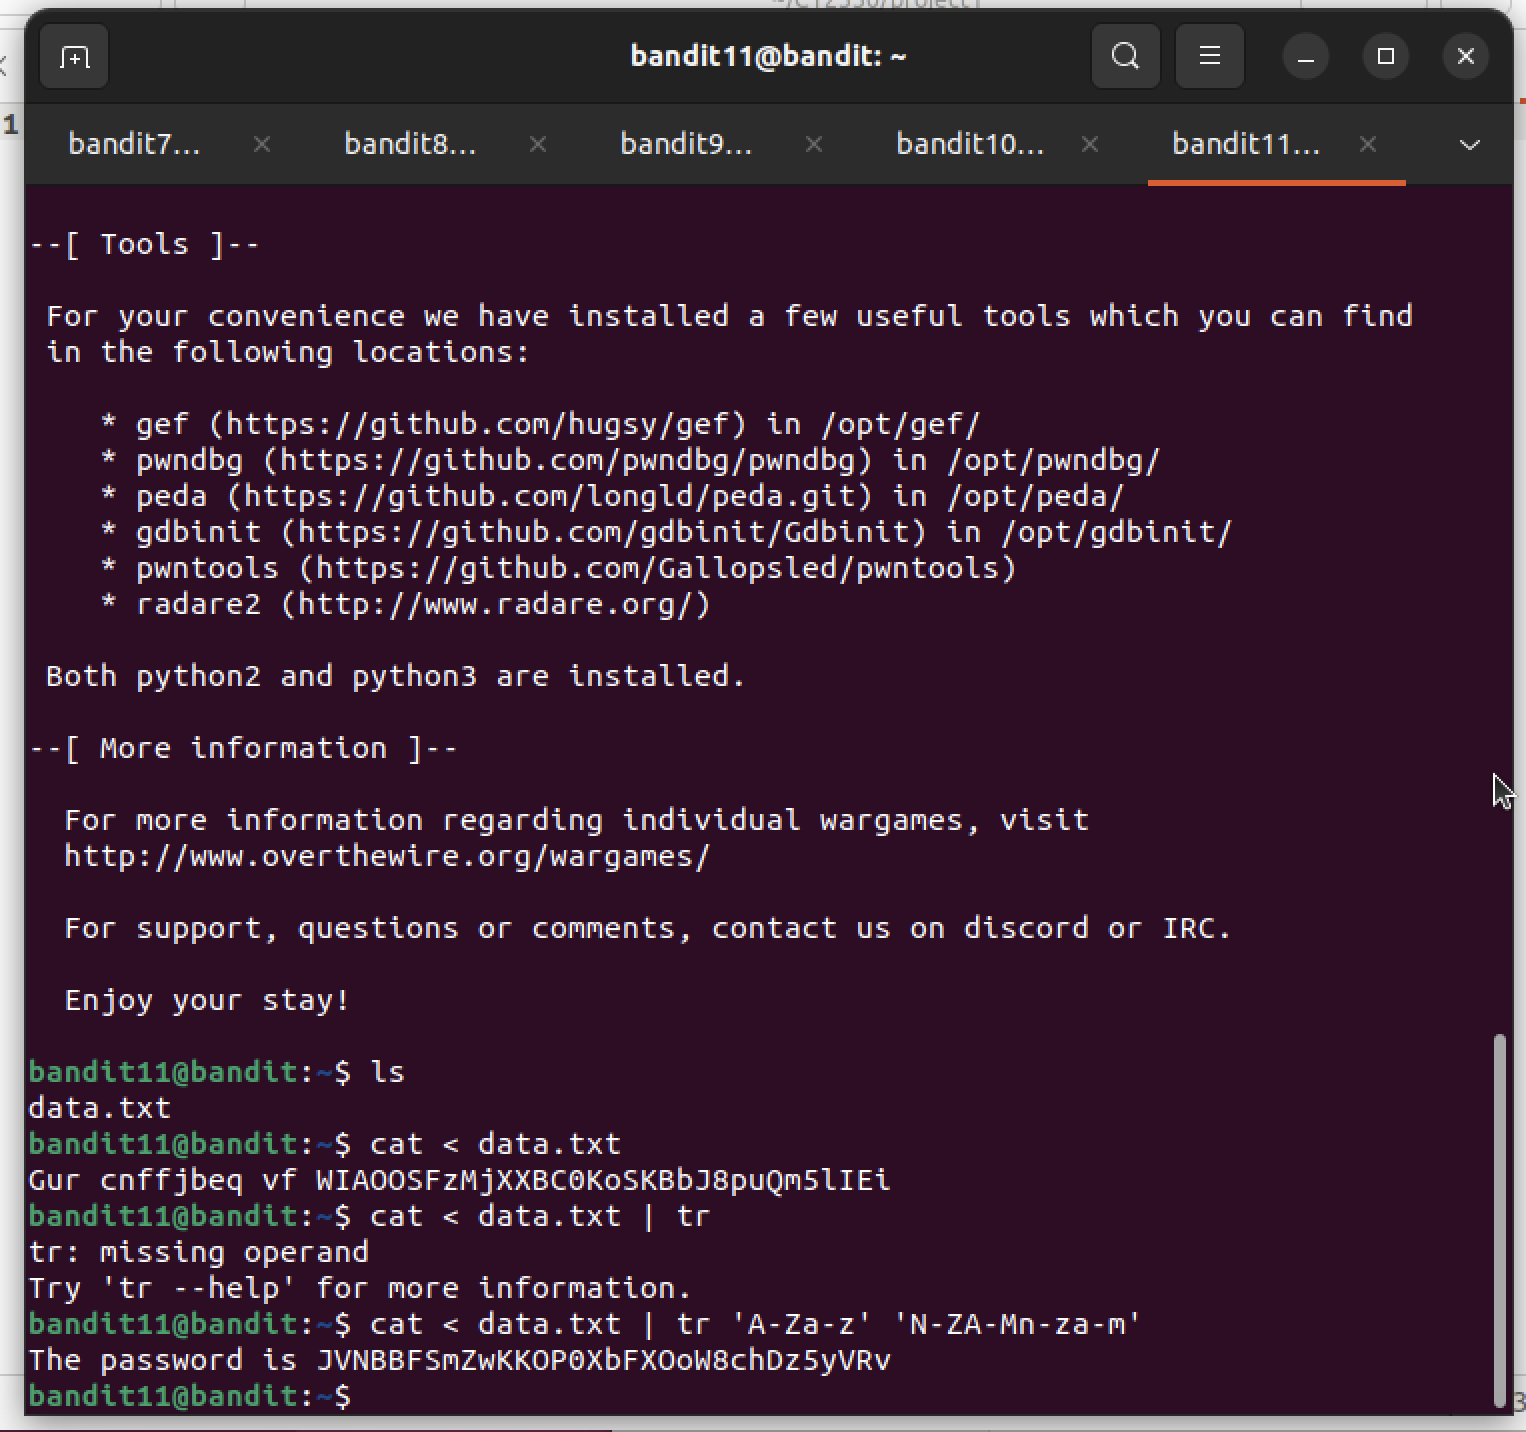 bandit11@bandit: ~
bandit7...
bandit8...
bandit9...
bandit10...
bandit11...
1
--[ Tools ]--
For your convenience we have installed a few useful tools which you can find
in the following locations:
* gef (https://github.com/hugsy/gef) in /opt/gef/
* pwndbg (https://github.com/pwndbg/pwndbg) in /opt/pwndbg/
* peda (https://github.com/longld/peda.git) in /opt/peda/
* gdbinit (https://github.com/gdbinit/Gdbinit) in /opt/gdbinit/
* pwntools (https://github.com/Gallopsled/pwntools)
* radare2 (http://www.radare.org/)
Both python2 and python3 are installed.
--[ More information ]--
For more information regarding individual wargames, visit
http://www.overthewire.org/wargames/
For support, questions or comments, contact us on discord or IRC.
Enjoy your stay!
bandit11@bandit:~$ ls
data.txt
bandit11@bandit:~$ cat < data.txt
Gur cnffjbeq vf WIAOOSFzMjXXBC0KoSKBbJ8puQm5lIEi
bandit11@bandit:~$ cat < data.txt | tr
tr: missing operand
Try 'tr --help' for more information.
bandit11@bandit:~$ cat < data.txt | tr 'A-Za-z' 'N-ZA-Mn-za-m'
The password is JVNBBFSmZwKKOP0XbFXOoW8chDz5yVRv
bandit11@bandit:~$
3